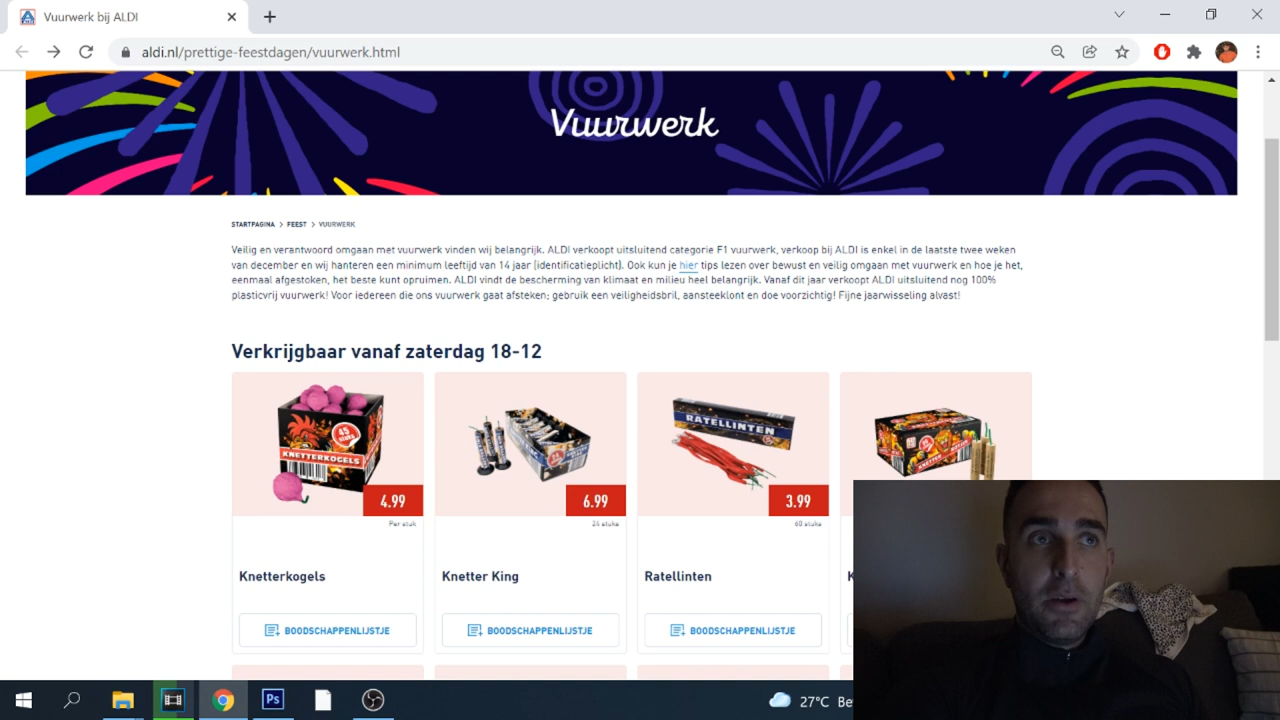 Vuurwerk bij ALDI
aldi.nl/prettige-feestdagen/vuurwerk.html
Vuurwerk
STARTPAGINA > FEEST > VUURWERK
Veilig en verantwoord omgaan met vuurwerk vinden wij belangrijk. ALDI verkoopt uitsluitend categorie F1 vuurwerk, verkoop bij ALDI is enkel in de laatste twee weken
van december en wij hanteren een minimum leeftijd van 14 jaar (identificatieplicht). Ook kun je hier tips lezen over bewust en veilig omgaan met vuurwerk en hoe je het,
eenmaal afgestoken, het beste kunt opruimen. ALDI vindt de bescherming van klimaat en milieu heel belangrijk. Vanaf dit jaar verkoopt ALDI uitsluitend nog 100%
plasticvrij vuurwerk! Voor iedereen die ons vuurwerk gaat afsteken; gebruik een veiligheidsbril, aansteeklont en doe voorzichtig! Fijne jaarwisseling alvast!
Verkrijgbaar vanaf zaterdag 18-12
45 stuks
KNETTERKOGELS
RATELLINTEN
4.99
6.99
3.99
Per stuk
24 stuks
60 stuks
Knetterkogels
Knetter King
Ratellinten
K
BOODSCHAPPENLIJSTJE
BOODSCHAPPENLIJSTJE
BOODSCHAPPENLIJSTJE
Ps
27°C Be